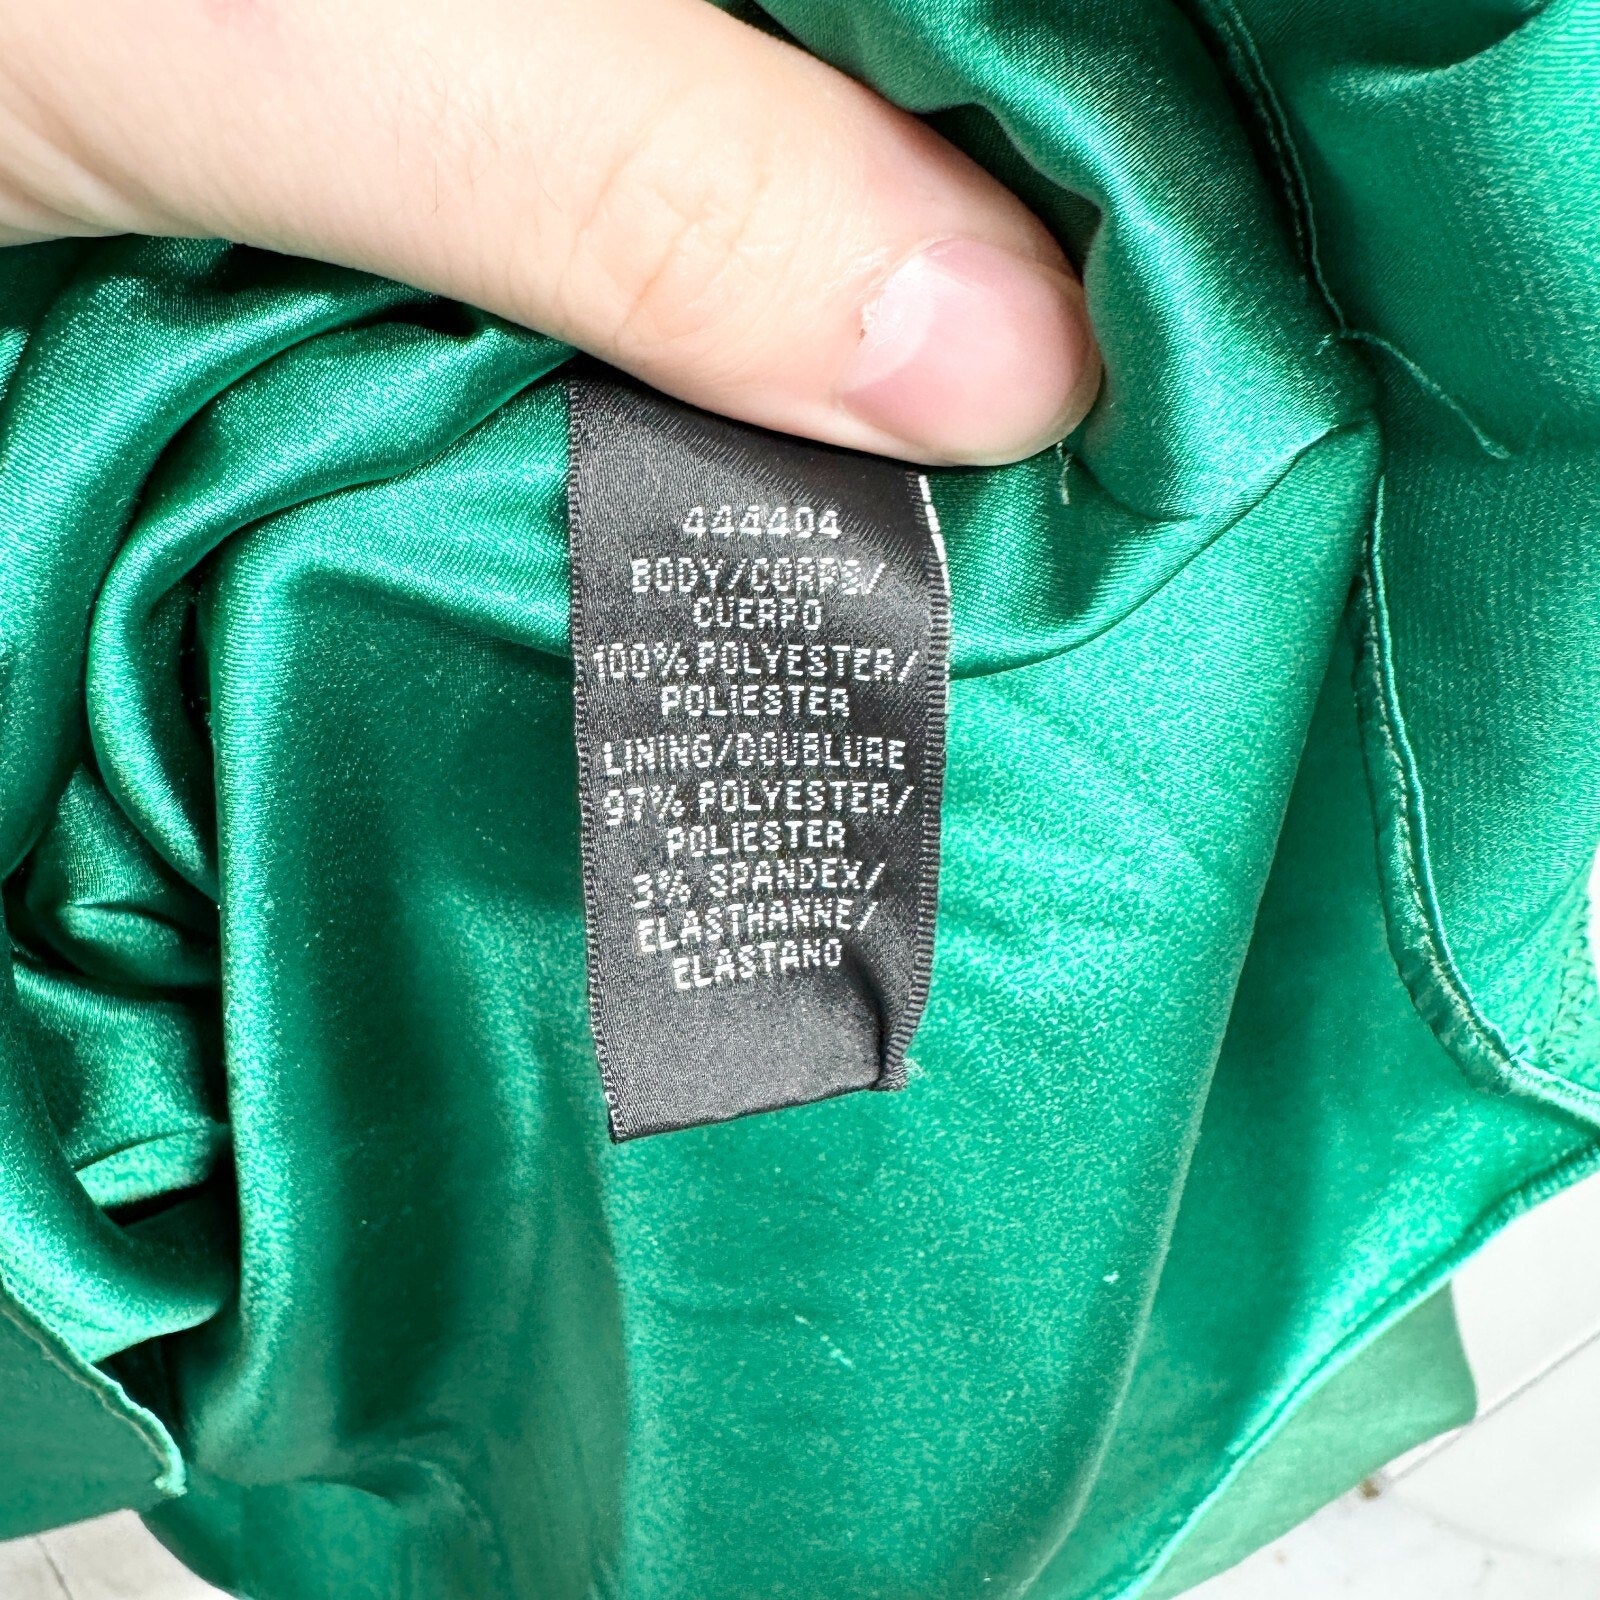 444404
BODY/CORPS/
CUERPO
100% POLYESTER/
POLIESTER
LINING/DOUBLURE
97% POLYESTER/
POLIESTER
3% SPANDEX/
ELASTHANNE/
ELASTANO